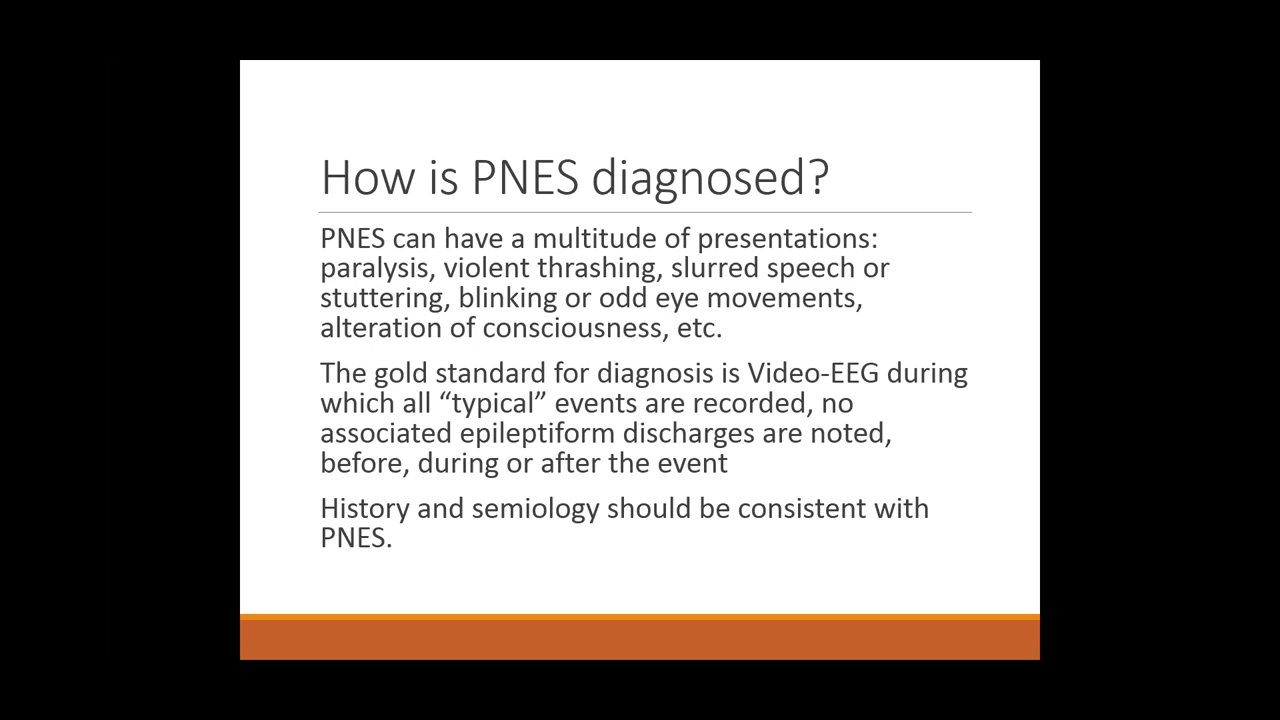 How is PNES diagnosed?
PNES can have a multitude of presentations:
paralysis, violent thrashing, slurred speech or
stuttering, blinking or odd eye movements,
alteration of consciousness, etc.
The gold standard for diagnosis is Video-EEG during
which all “typical” events are recorded, no
associated epileptiform discharges are noted,
before, during or after the event
History and semiology should be consistent with
PNES.